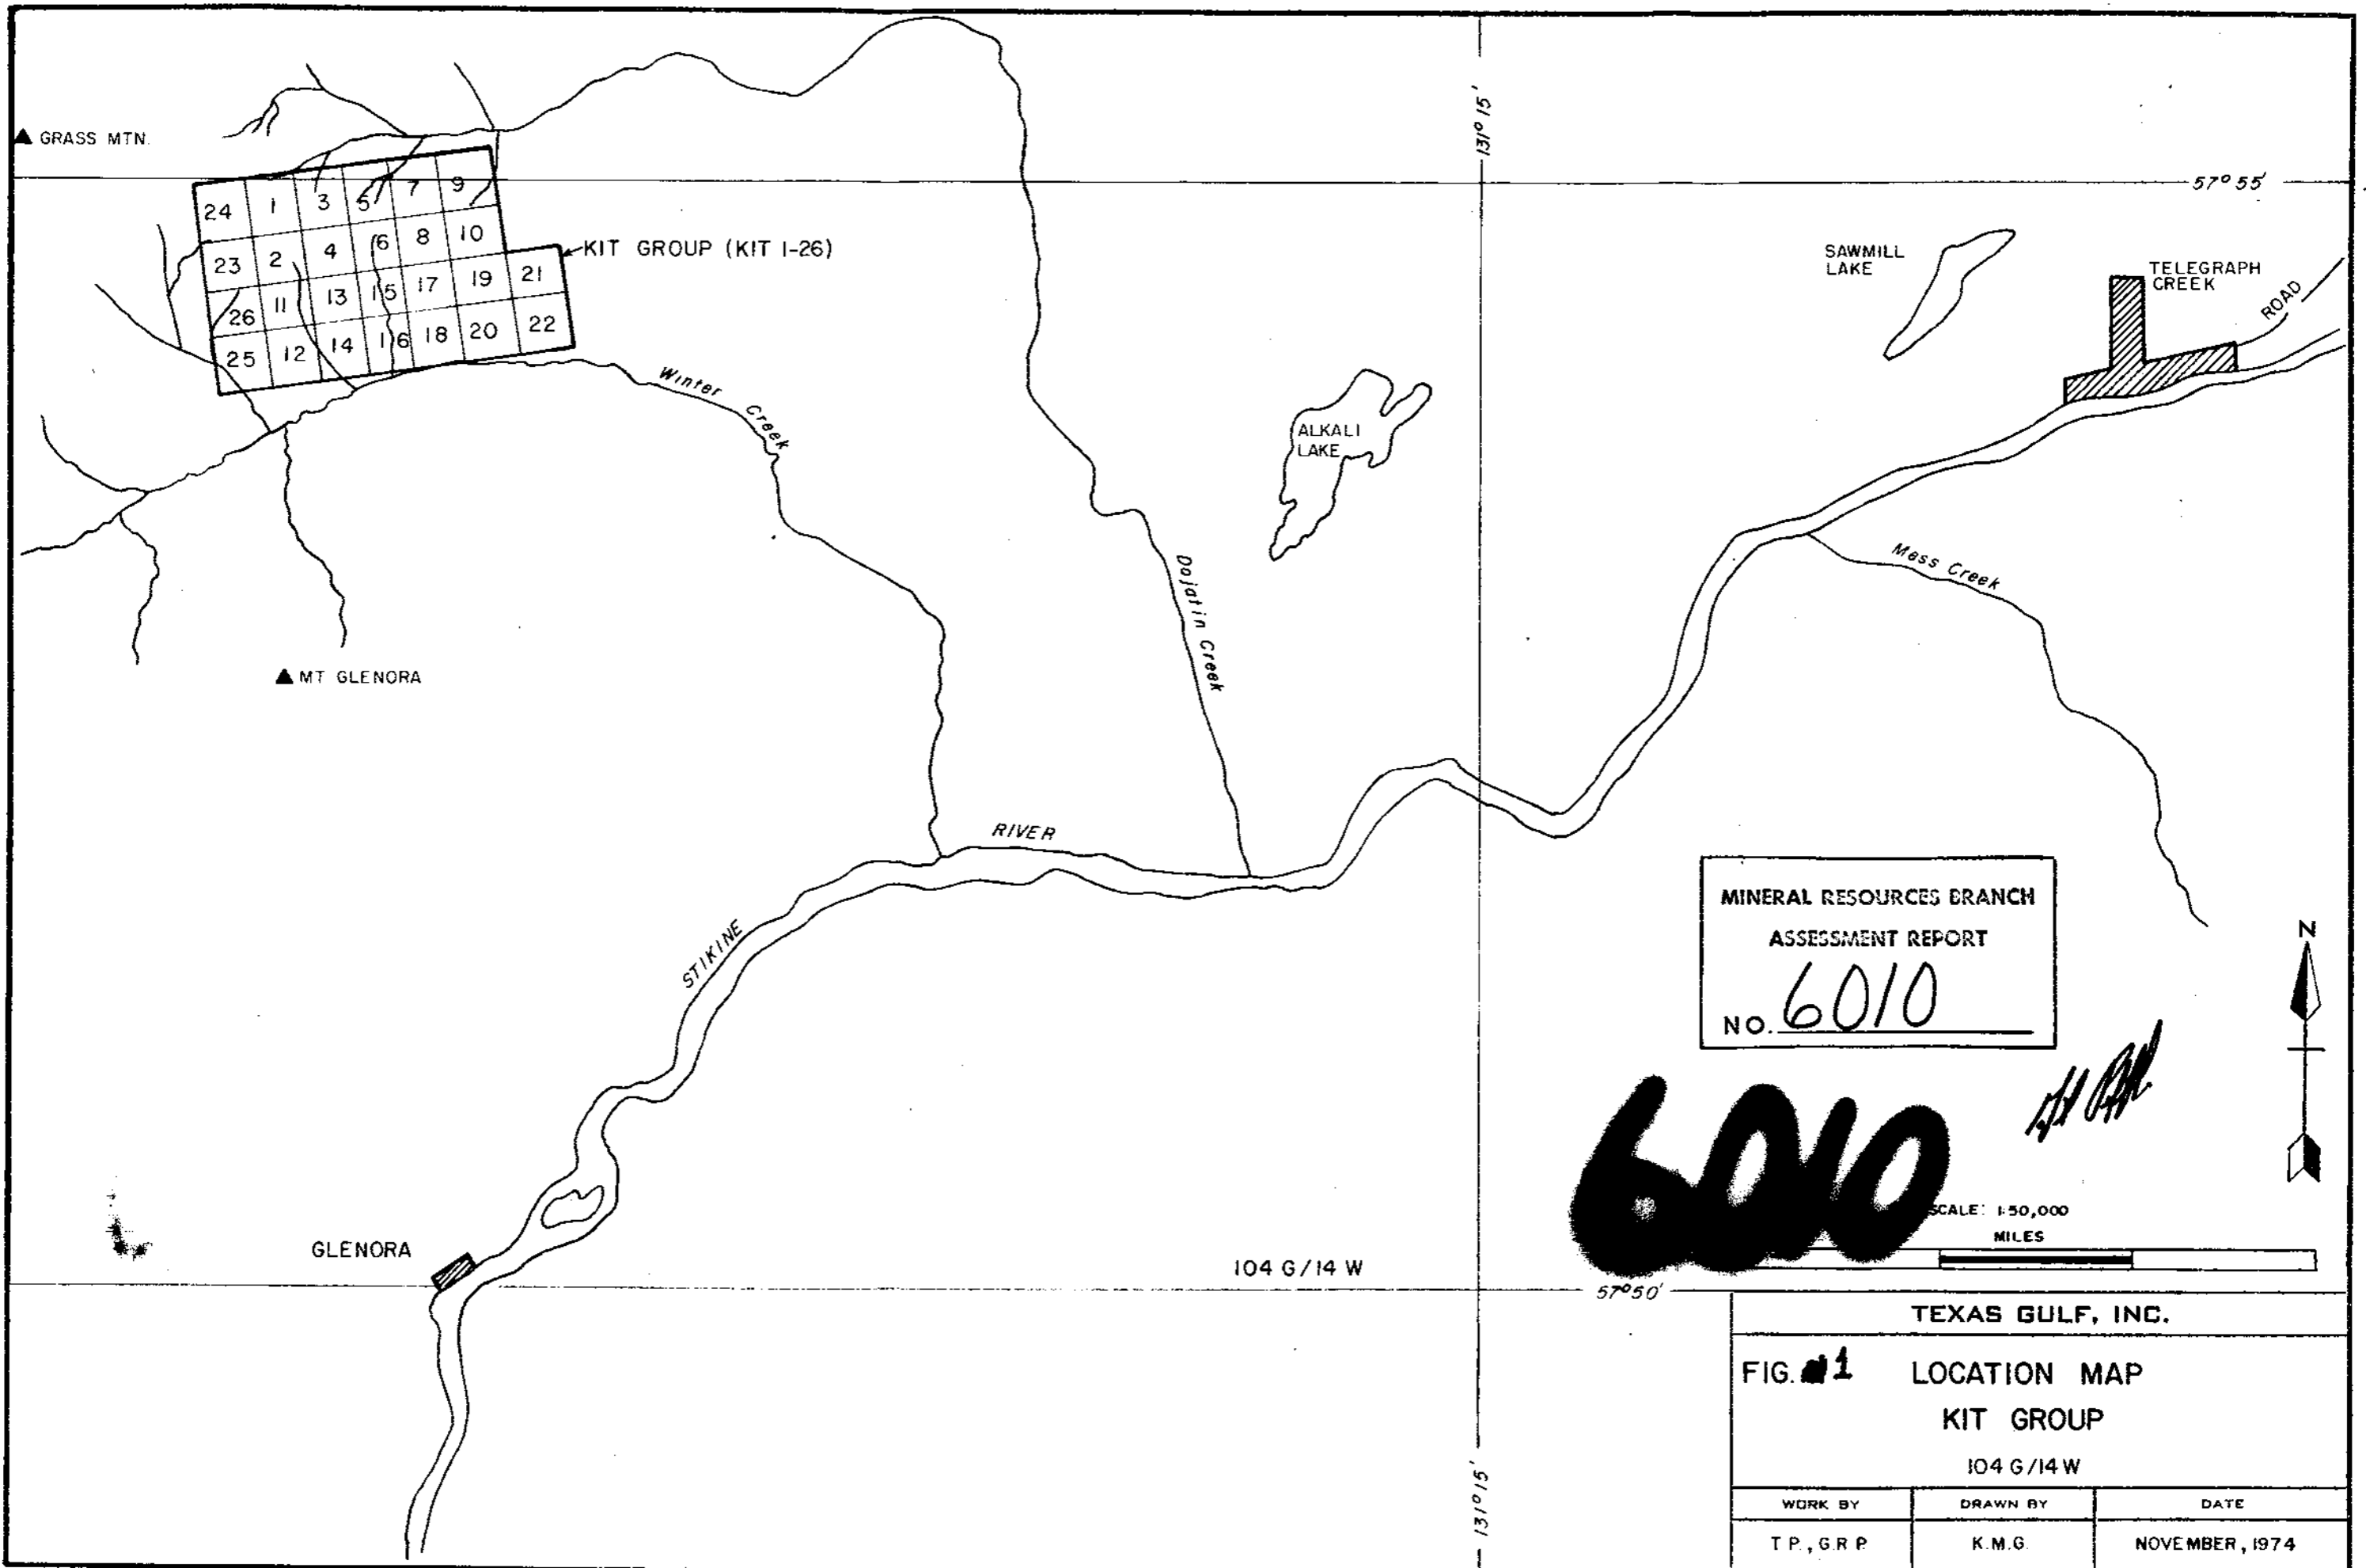 131° 15'
GRASS MTN.
57° 55'
24 1 3 5 7 9
23 2 4 6 8 10
26 11 13 15 17 19 21
25 12 14 16 18 20 22
KIT GROUP (KIT 1-26)
SAWMILL
LAKE
TELEGRAPH
CREEK
ROAD
Winter Creek
ALKALI
LAKE
Dojatin Creek
Mess Creek
MT GLENORA
RIVER
STIKINE
MINERAL RESOURCES BRANCH
ASSESSMENT REPORT
NO. 6010
N
6010
SCALE: 1:50,000
MILES
GLENORA
104 G/14 W
57° 50'
131° 15'
TEXAS GULF, INC.
FIG. 1 LOCATION MAP
KIT GROUP
104 G/14 W
WORK BY DRAWN BY DATE
T P., G.R P. K.M.G. NOVEMBER, 1974